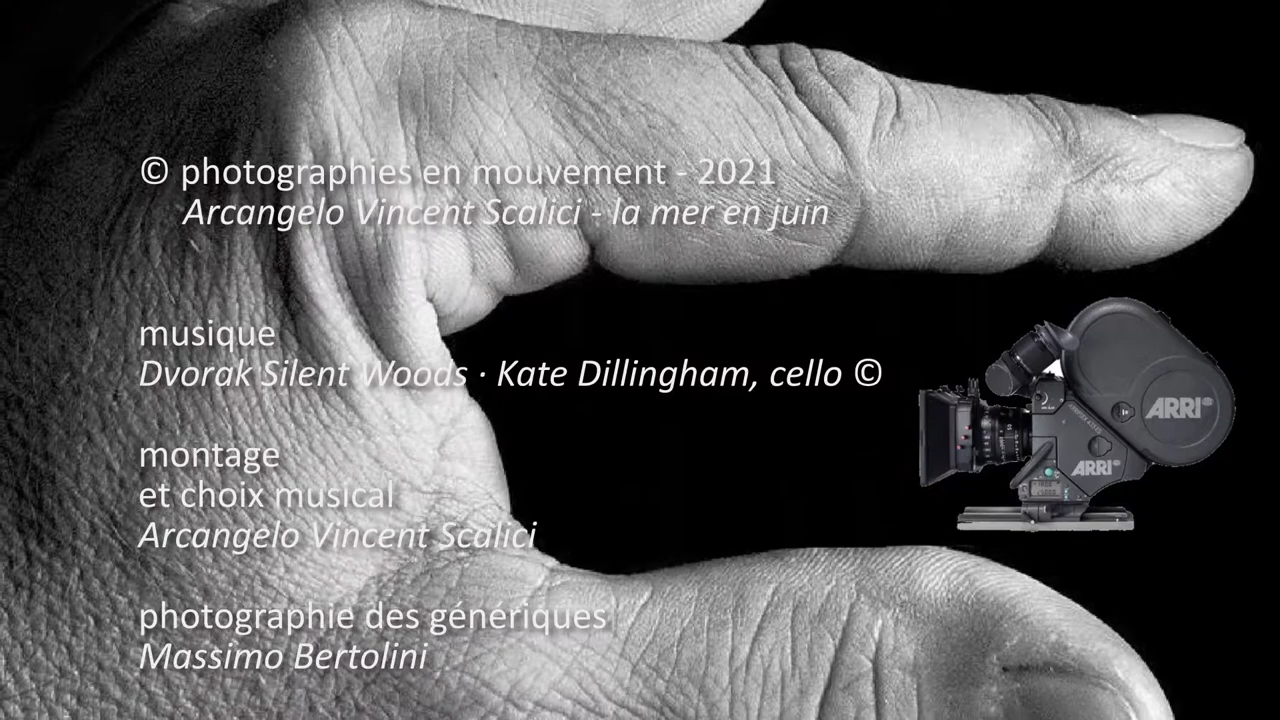 © photographies en mouvement - 2021
Arcangelo Vincent Scalici - la mer en juin
musique
Dvorak Silent Woods · Kate Dillingham, cello ©
montage
et choix musical
Arcangelo Vincent Scalici
photographie des génériques
Massimo Bertolini
ARRI
ARRI